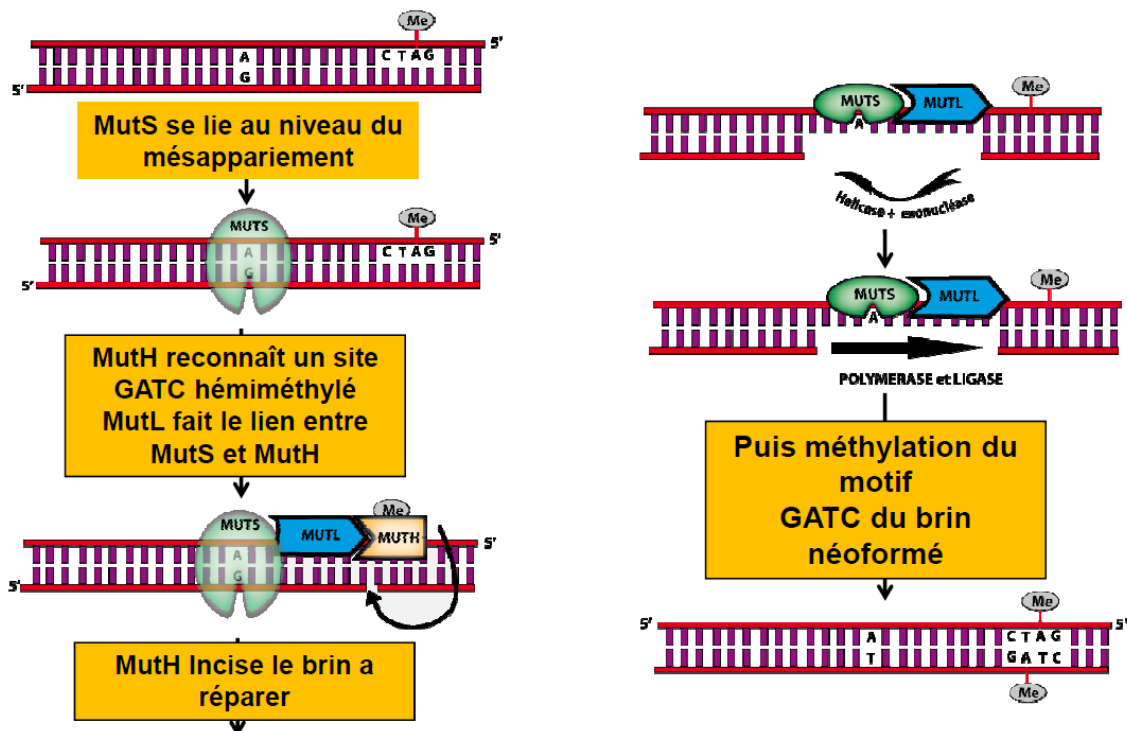 Me
5'
A
C T A G
G
5'
MutS se lie au niveau du
mésappariement
Me
MUTS
5'
A
C T A G
G
5'
MutH reconnaît un site
GATC hémiméthylé
MutL fait le lien entre
MutS et MutH
Me
MUTS
MUTL
MUTH
5'
A
G
5'
MutH Incise le brin a
réparer
Me
MUTS
MUTL
A
Helicase + exonucléase
Me
MUTS
MUTL
A
POLYMERASE et LIGASE
Puis méthylation du
motif
GATC du brin
néoformé
Me
5'
5'
A
C T A G
T
G A T C
Me